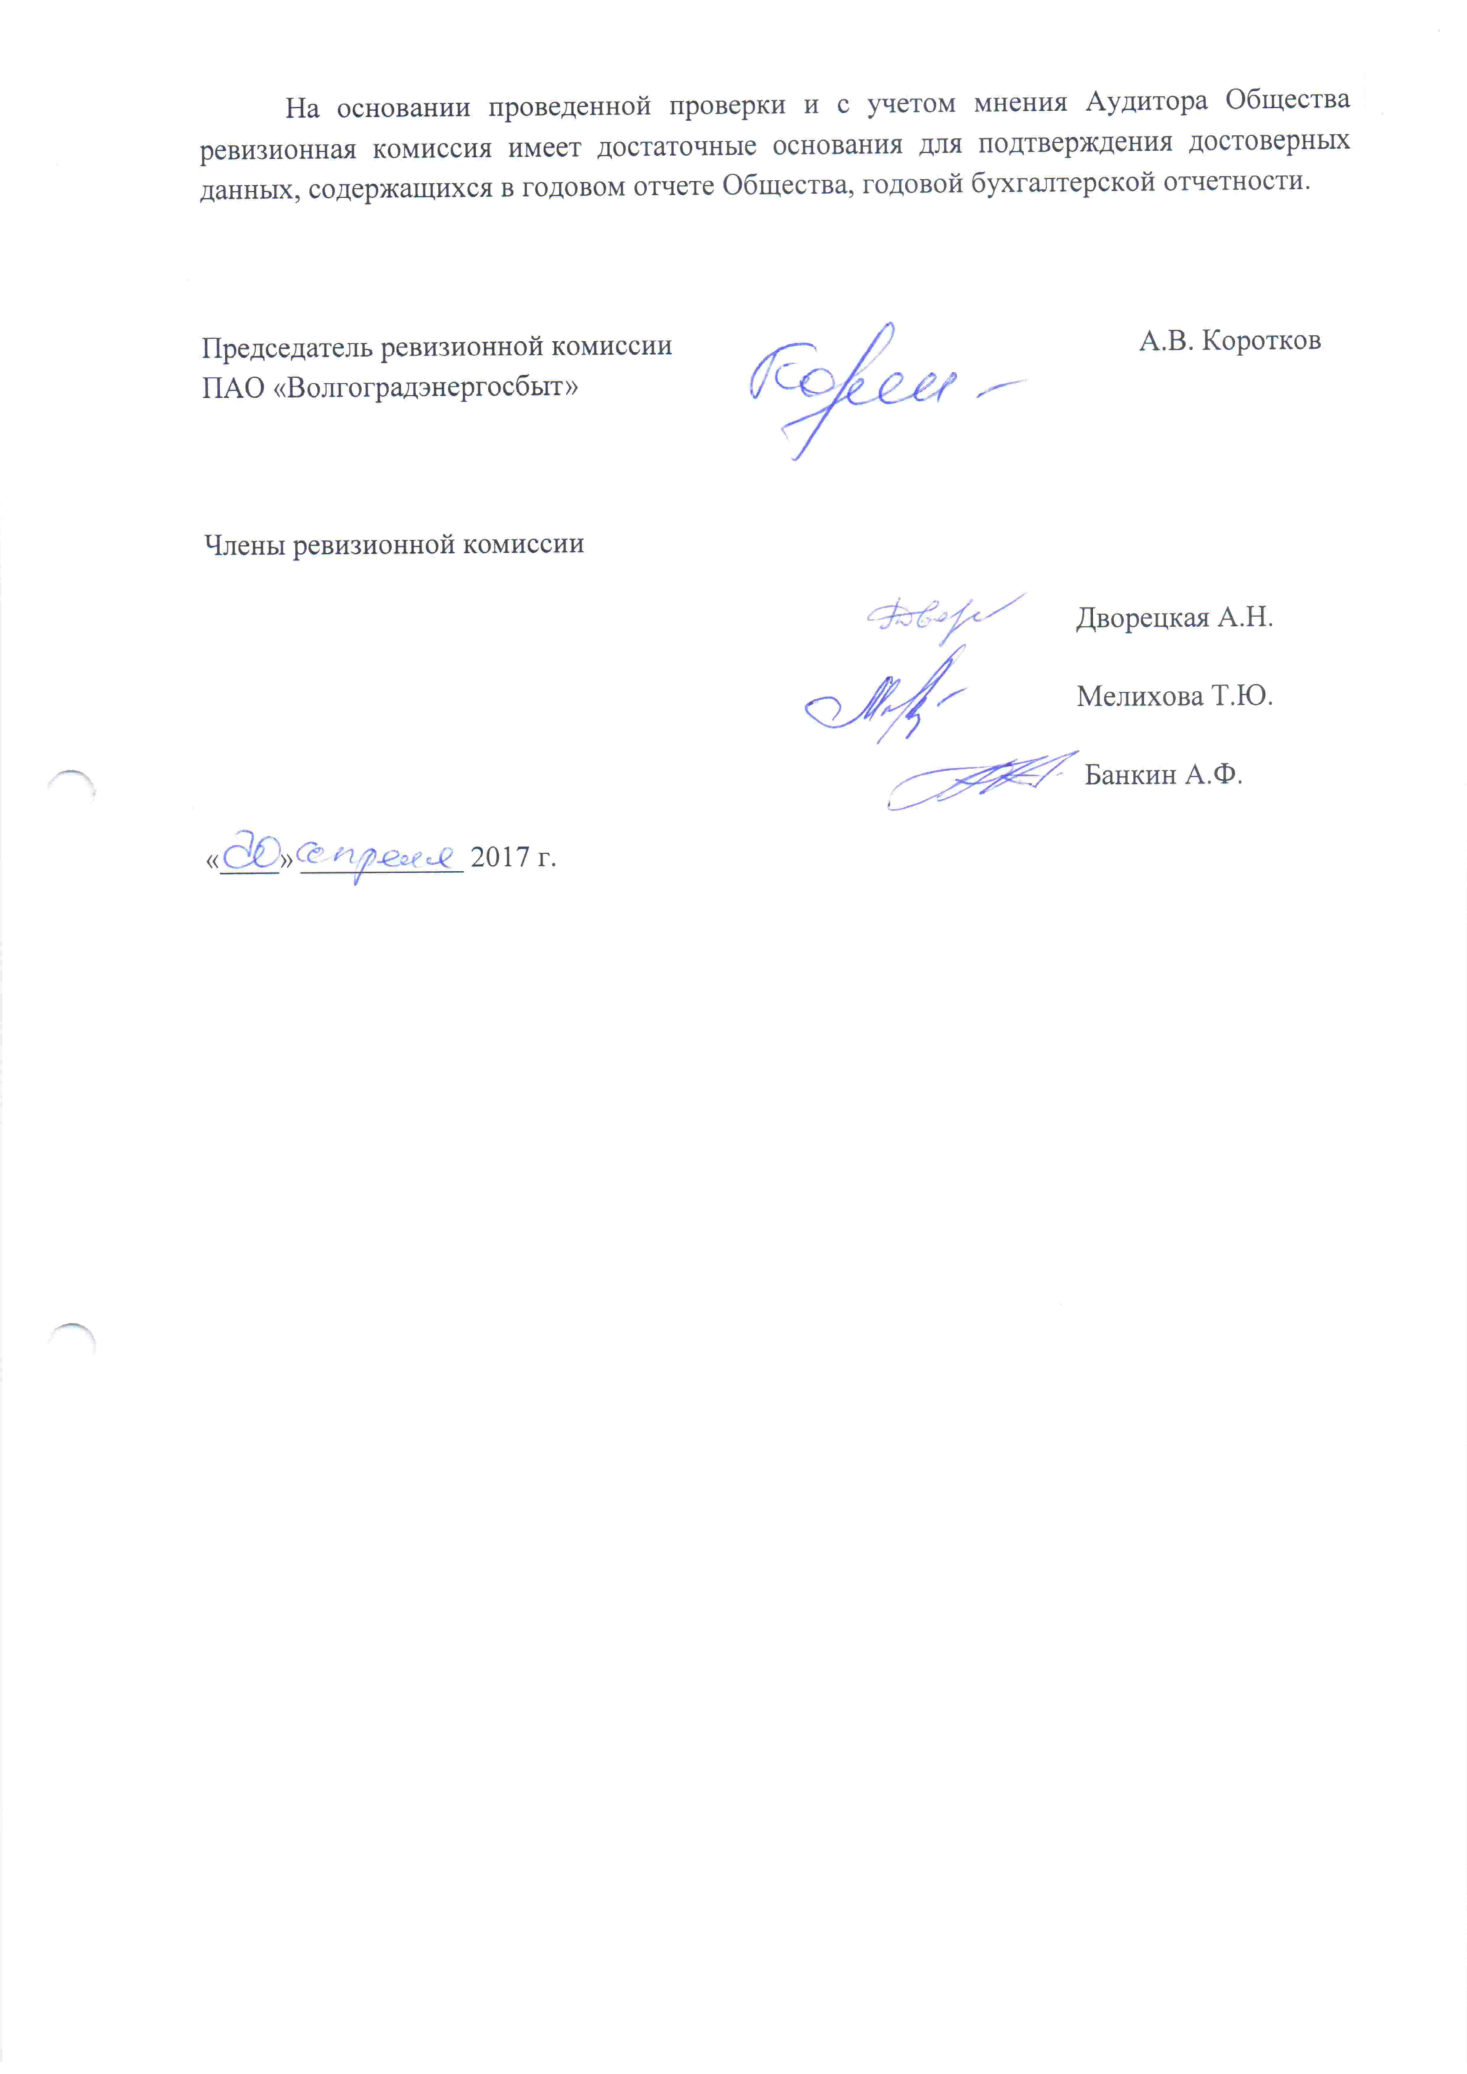 На основании проведенной проверки и с учетом мнения Аудитора Общества
ревизионная комиссия имеет достаточные основания для подтверждения достоверных
данных, содержащихся в годовом отчете Общества, годовой бухгалтерской отчетности.
Председатель ревизионной комиссии А.В. Коротков
ПАО «Волгоградэнергосбыт»
Члены ревизионной комиссии
Дворецкая А.Н.
Мелихова Т.Ю.
Банкин А.Ф.
«20» апреля 2017 г.